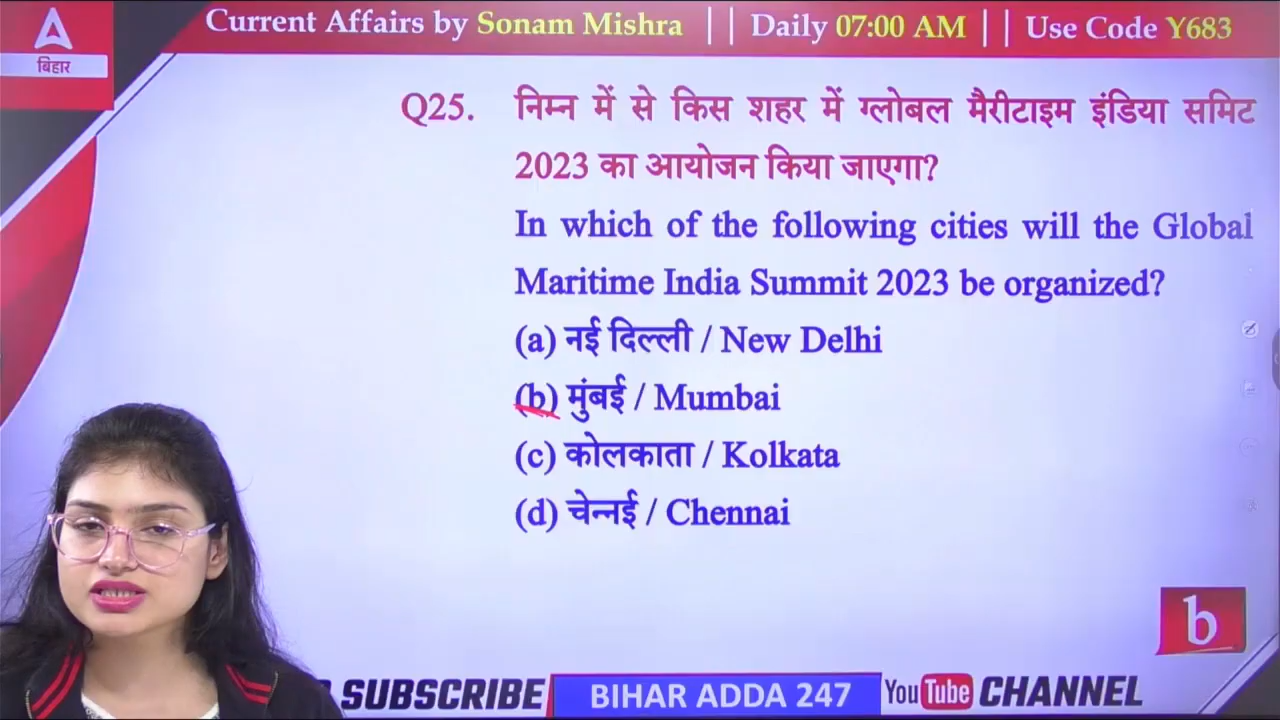 Current Affairs by Sonam Mishra || Daily 07:00 AM || Use Code Y683
बिहार
Q25. निम्न में से किस शहर में ग्लोबल मैरीटाइम इंडिया समिट
2023 का आयोजन किया जाएगा?
In which of the following cities will the Global
Maritime India Summit 2023 be organized?
(a) नई दिल्ली / New Delhi
(b) मुंबई / Mumbai
(c) कोलकाता / Kolkata
(d) चेन्नई / Chennai
b
SUBSCRIBE BIHAR ADDA 247 YouTube CHANNEL